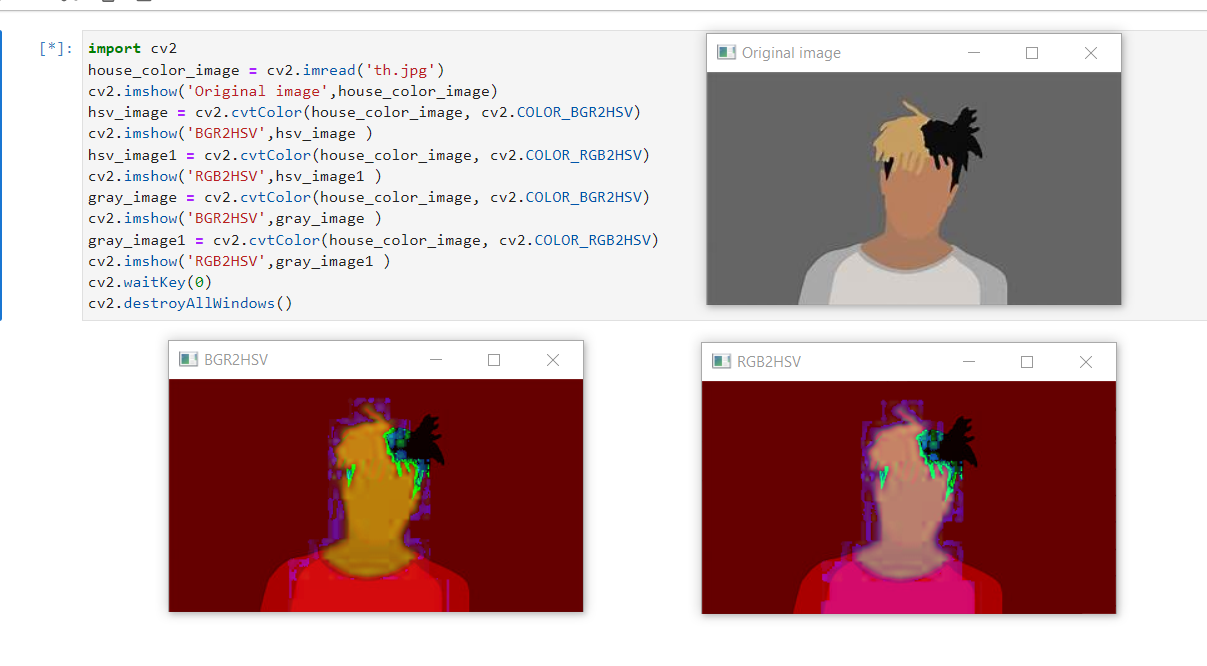 [*]:
import cv2
house_color_image = cv2.imread('th.jpg')
cv2.imshow('Original image',house_color_image)
hsv_image = cv2.cvtColor(house_color_image, cv2.COLOR_BGR2HSV)
cv2.imshow('BGR2HSV',hsv_image )
hsv_image1 = cv2.cvtColor(house_color_image, cv2.COLOR_RGB2HSV)
cv2.imshow('RGB2HSV',hsv_image1 )
gray_image = cv2.cvtColor(house_color_image, cv2.COLOR_BGR2HSV)
cv2.imshow('BGR2HSV',gray_image )
gray_image1 = cv2.cvtColor(house_color_image, cv2.COLOR_RGB2HSV)
cv2.imshow('RGB2HSV',gray_image1 )
cv2.waitKey(0)
cv2.destroyAllWindows()
Original image
BGR2HSV
RGB2HSV